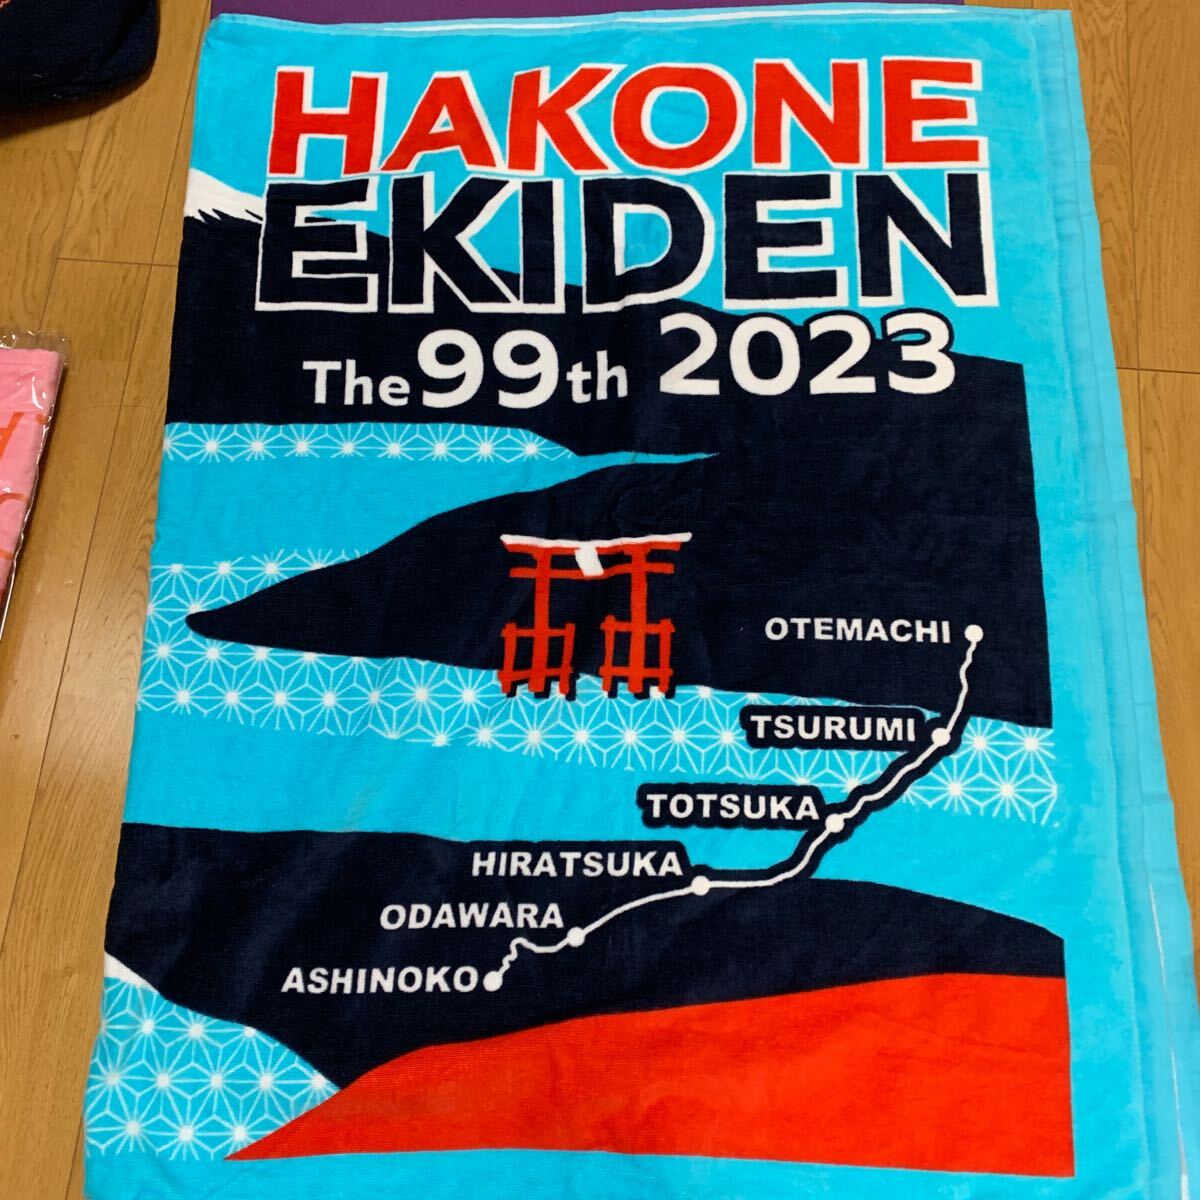 HAKONE
EKIDEN
The 99th 2023
OTEMACHI
TSURUMI
TOTSUKA
HIRATSUKA
ODAWARA
ASHINOKO